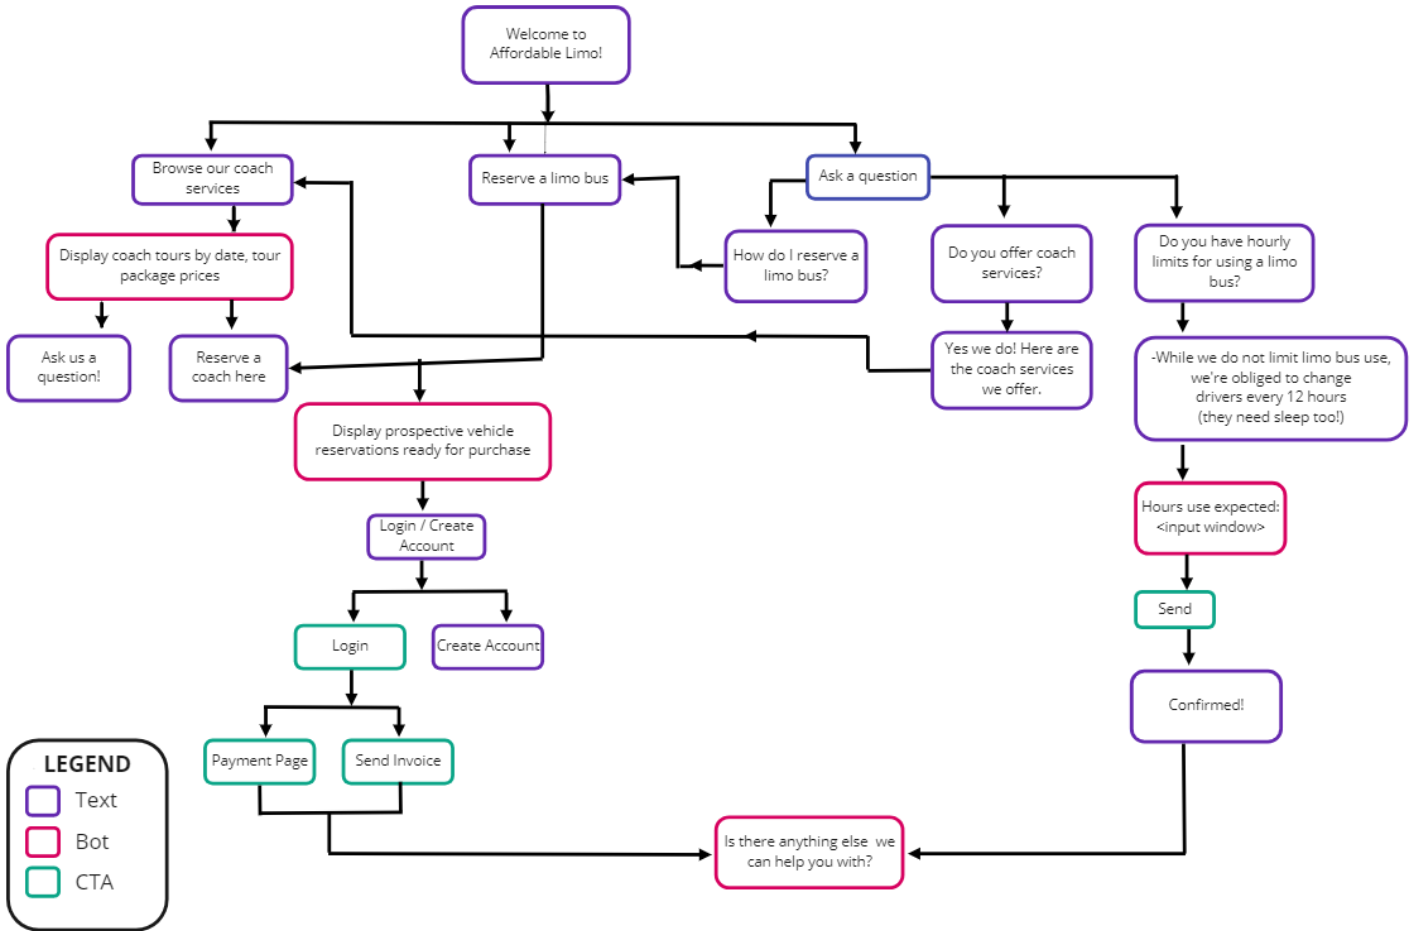 Welcome to
Affordable Limo!
Browse our coach
services
Reserve a limo bus
Ask a question
Display coach tours by date, tour
package prices
How do I reserve a
limo bus?
Do you offer coach
services?
Do you have hourly
limits for using a limo
bus?
Ask us a
question!
Reserve a
coach here
Yes we do! Here are
the coach services
we offer.
-While we do not limit limo bus use,
we're obliged to change
drivers every 12 hours
(they need sleep too!)
Display prospective vehicle
reservations ready for purchase
Login / Create
Account
Hours use expected:
<input window>
Send
Login
Create Account
Confirmed!
Payment Page
Send Invoice
Is there anything else we
can help you with?
LEGEND
Text
Bot
CTA